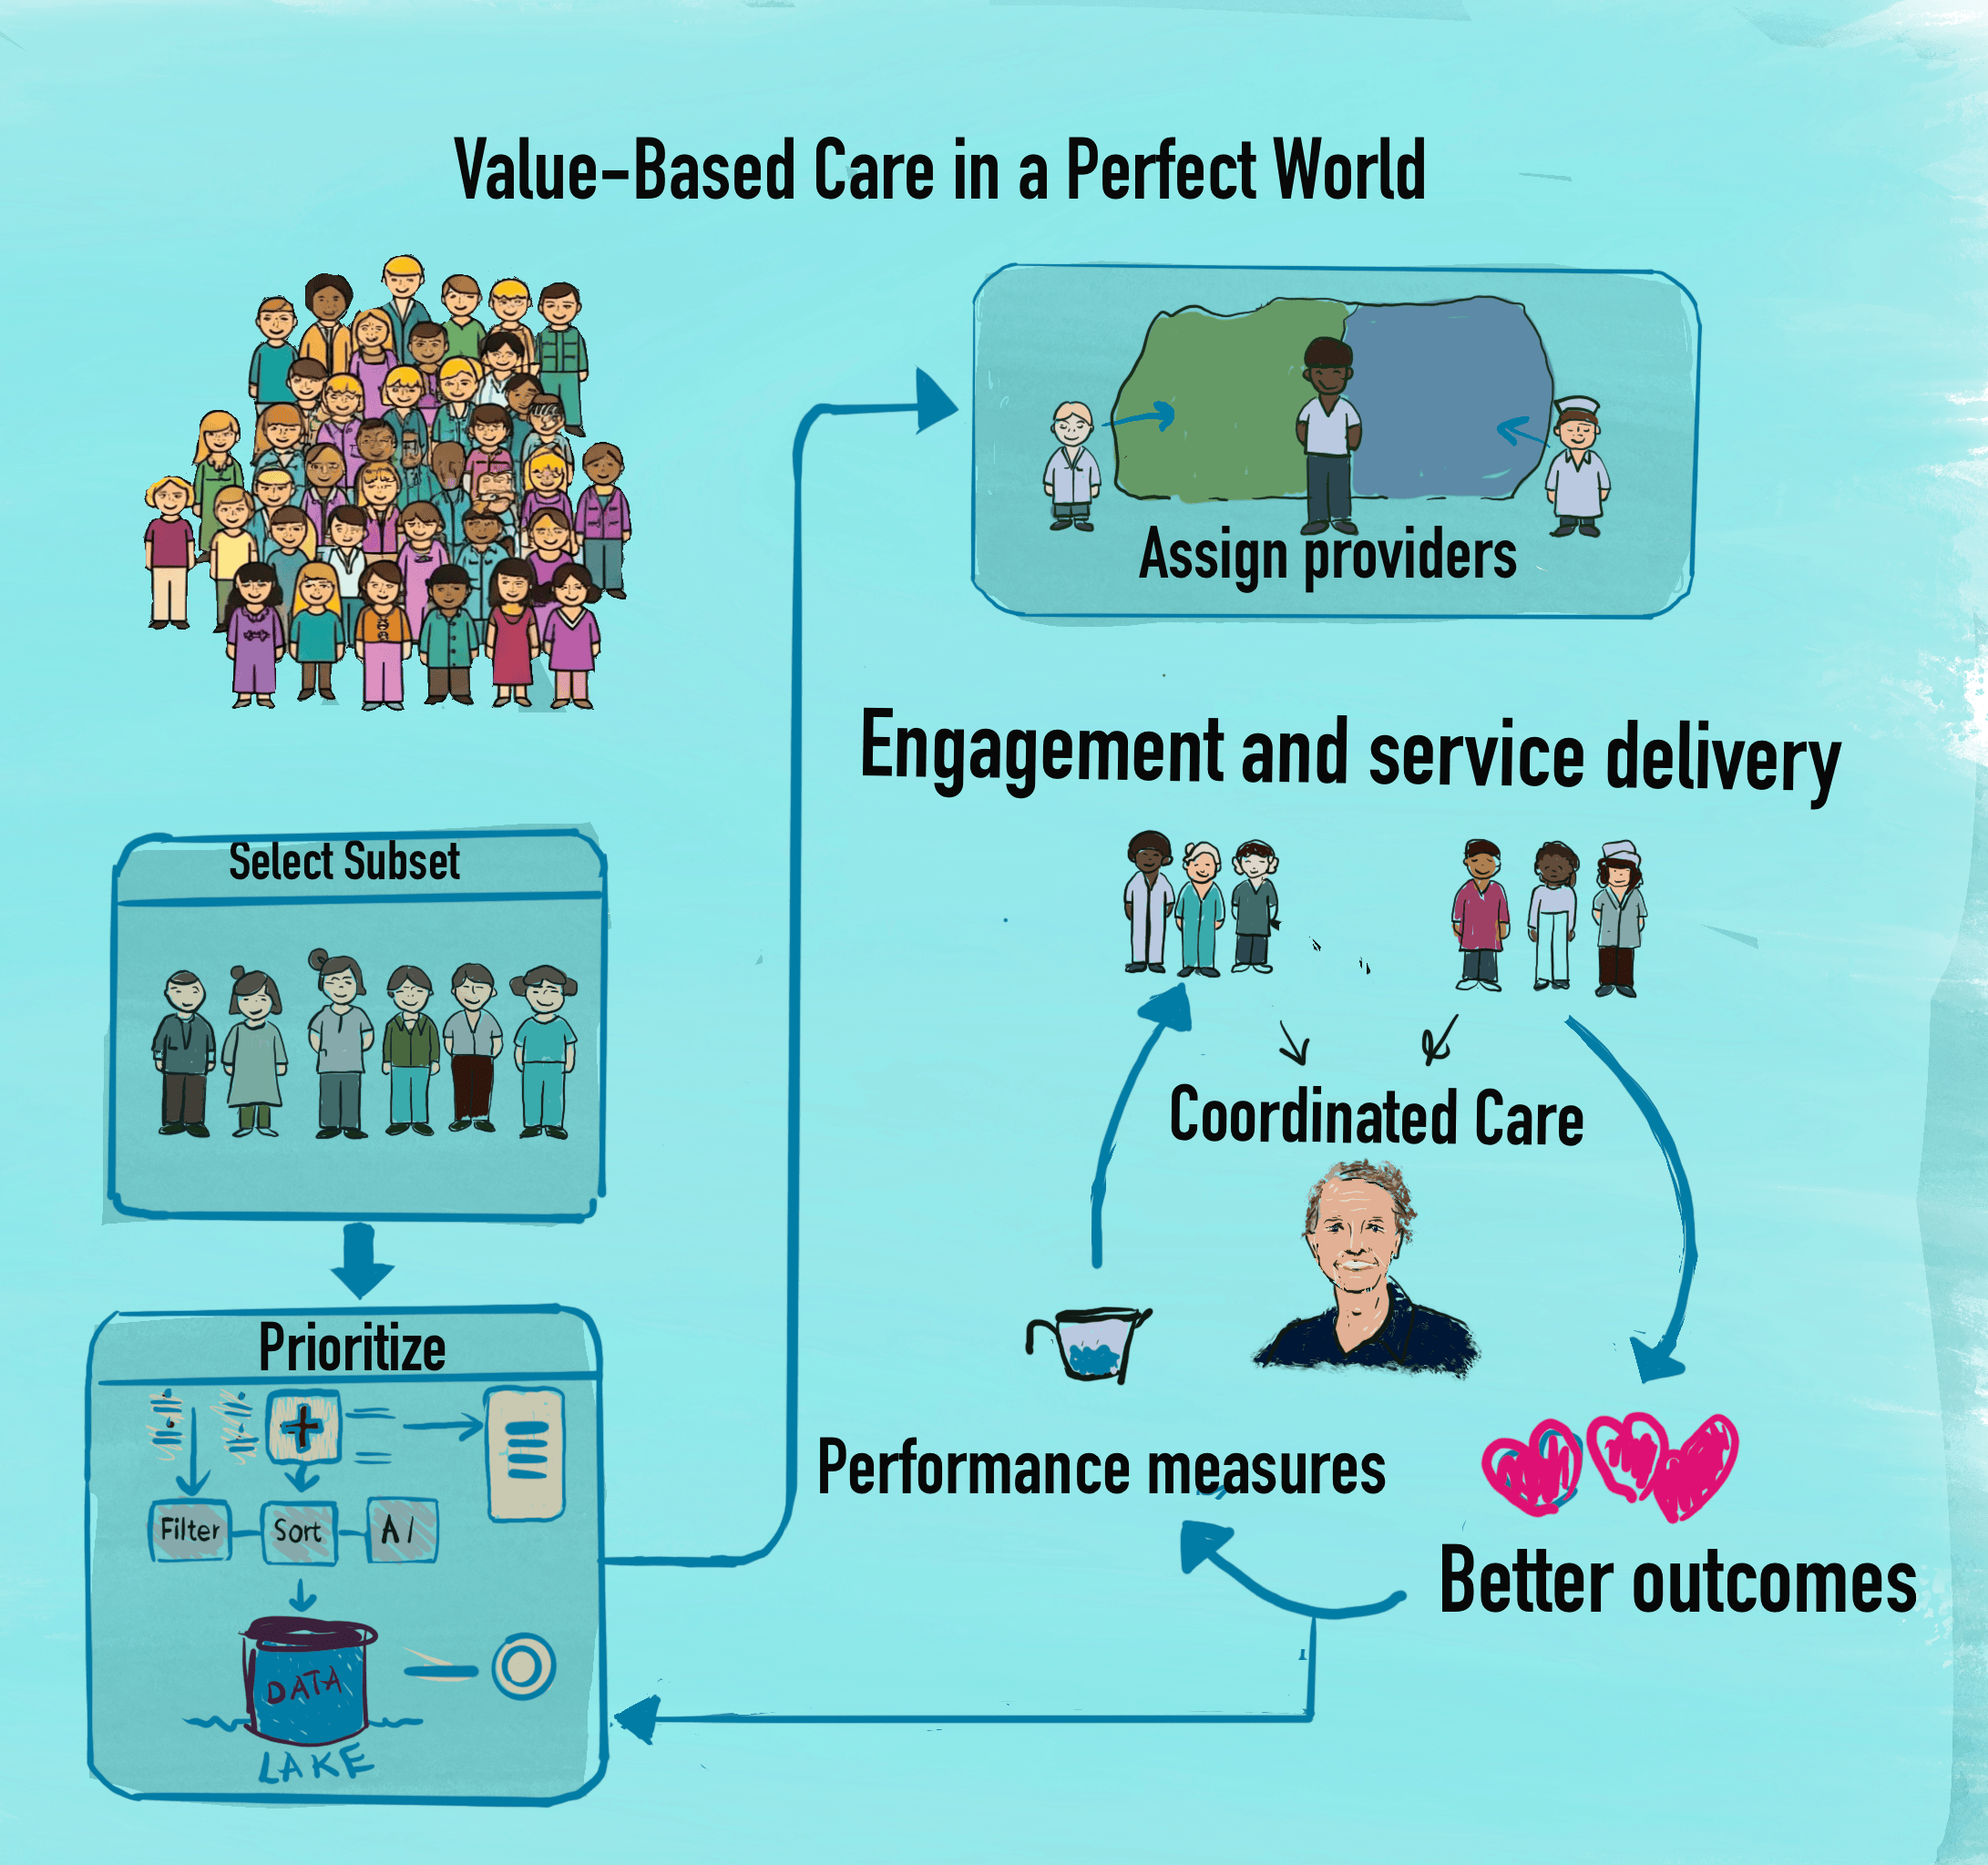 Value-Based Care in a Perfect World
Select Subset
Prioritize
Filter
Sort
AI
DATA
LAKE
Assign providers
Engagement and service delivery
Coordinated Care
Performance measures
Better outcomes